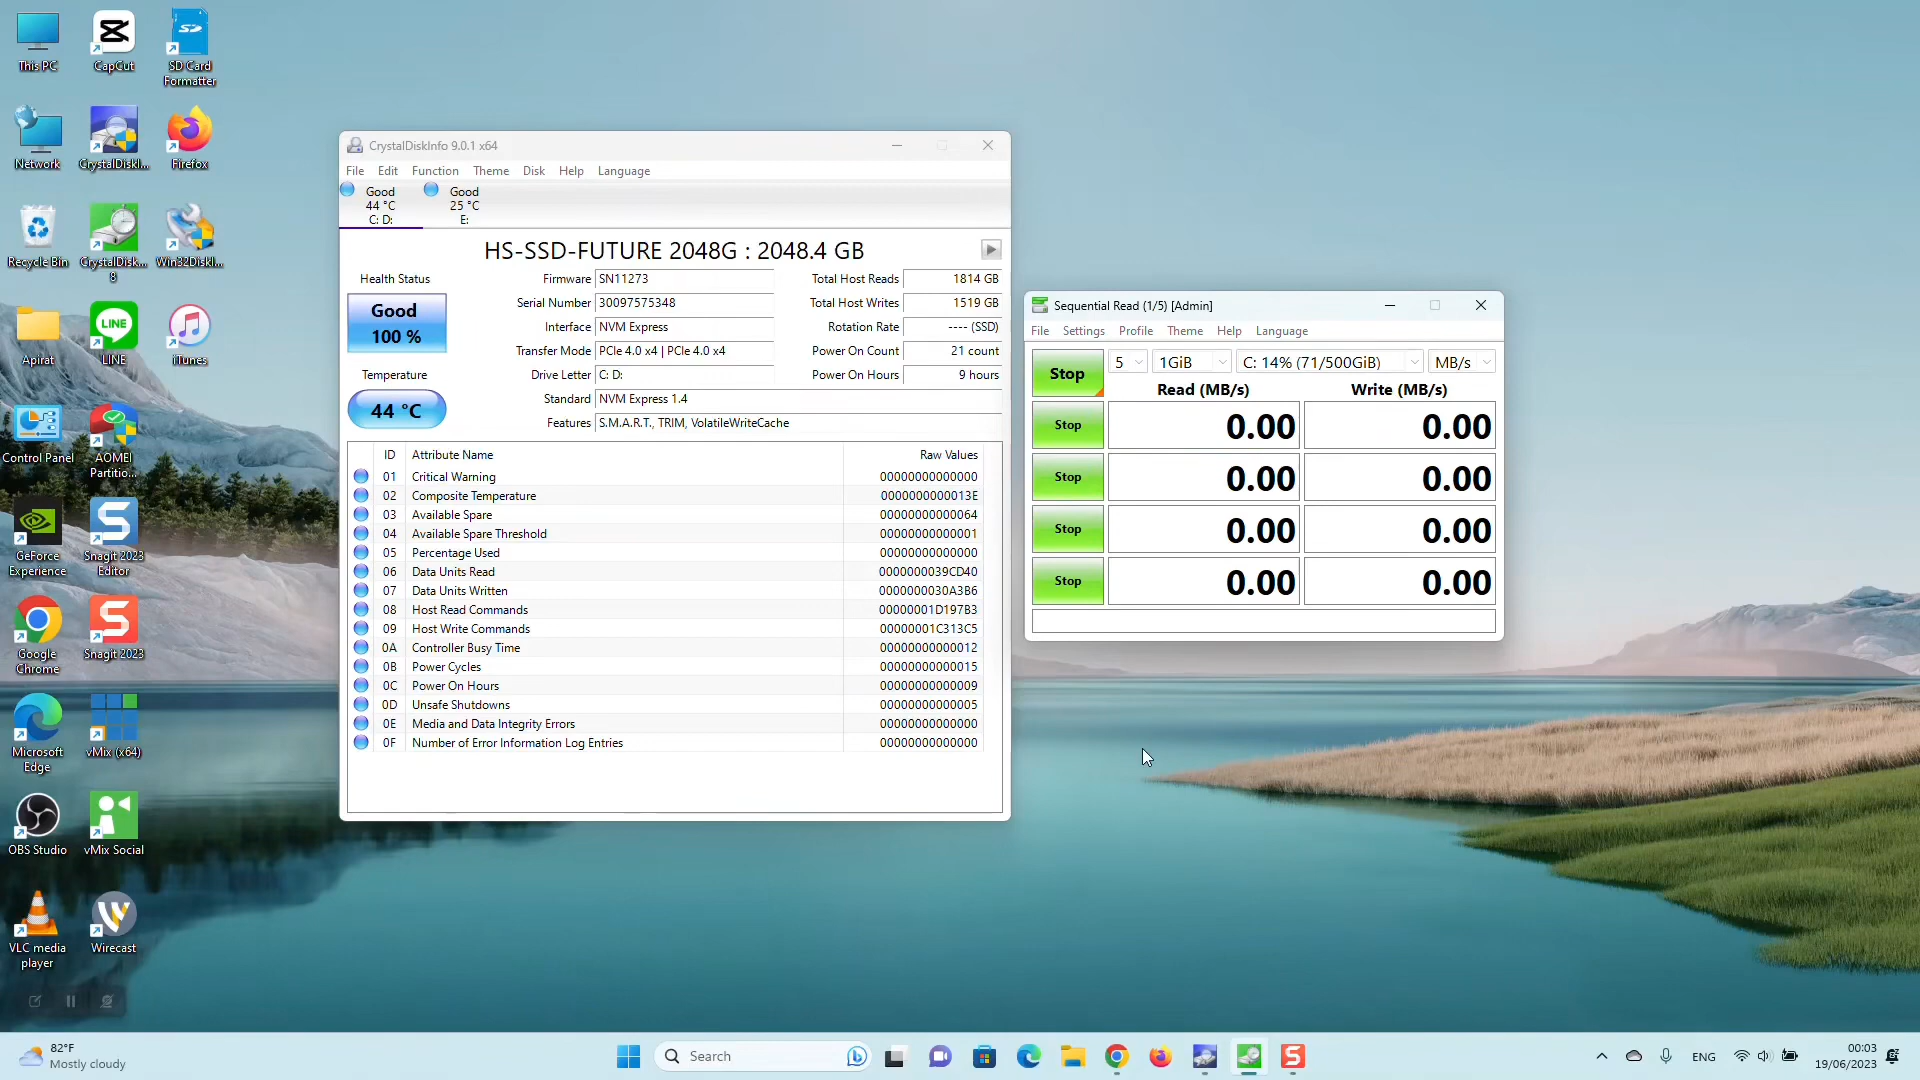 This PC
CapCut
SD Card
Formatter
Network
CrystalDiskI...
Firefox
Recycle Bin
CrystalDisk...
8
Win32DiskI...
Apirat
LINE
iTunes
Control Panel
AOMEI
Partitio...
GeForce
Experience
Snagit 2023
Editor
Google
Chrome
Snagit 2023
Microsoft
Edge
vMix (x64)
OBS Studio
vMix Social
VLC media
player
Wirecast
CrystalDiskInfo 9.0.1 x64
File Edit Function Theme Disk Help Language
Good Good
44 °C 25 °C
C: D: E:
HS-SSD-FUTURE 2048G : 2048.4 GB
Health Status
Good
100 %
Temperature
44 °C
Firmware SN11273 Total Host Reads 1814 GB
Serial Number 30097575348 Total Host Writes 1519 GB
Interface NVM Express Rotation Rate ---- (SSD)
Transfer Mode PCIe 4.0 x4 | PCIe 4.0 x4 Power On Count 21 count
Drive Letter C: D: Power On Hours 9 hours
Standard NVM Express 1.4
Features S.M.A.R.T., TRIM, VolatileWriteCache
ID Attribute Name Raw Values
01 Critical Warning 00000000000000
02 Composite Temperature 0000000000013E
03 Available Spare 00000000000064
04 Available Spare Threshold 00000000000001
05 Percentage Used 00000000000000
06 Data Units Read 0000000039CD40
07 Data Units Written 0000000030A3B6
08 Host Read Commands 00000001D197B3
09 Host Write Commands 00000001C313C5
0A Controller Busy Time 00000000000012
0B Power Cycles 00000000000015
0C Power On Hours 00000000000009
0D Unsafe Shutdowns 00000000000005
0E Media and Data Integrity Errors 00000000000000
0F Number of Error Information Log Entries 00000000000000
Sequential Read (1/5) [Admin]
File Settings Profile Theme Help Language
Stop 5 1GiB C: 14% (71/500GiB) MB/s
Read (MB/s) Write (MB/s)
Stop 0.00 0.00
Stop 0.00 0.00
Stop 0.00 0.00
Stop 0.00 0.00
82°F
Mostly cloudy
Search
ENG
00:03
19/06/2023